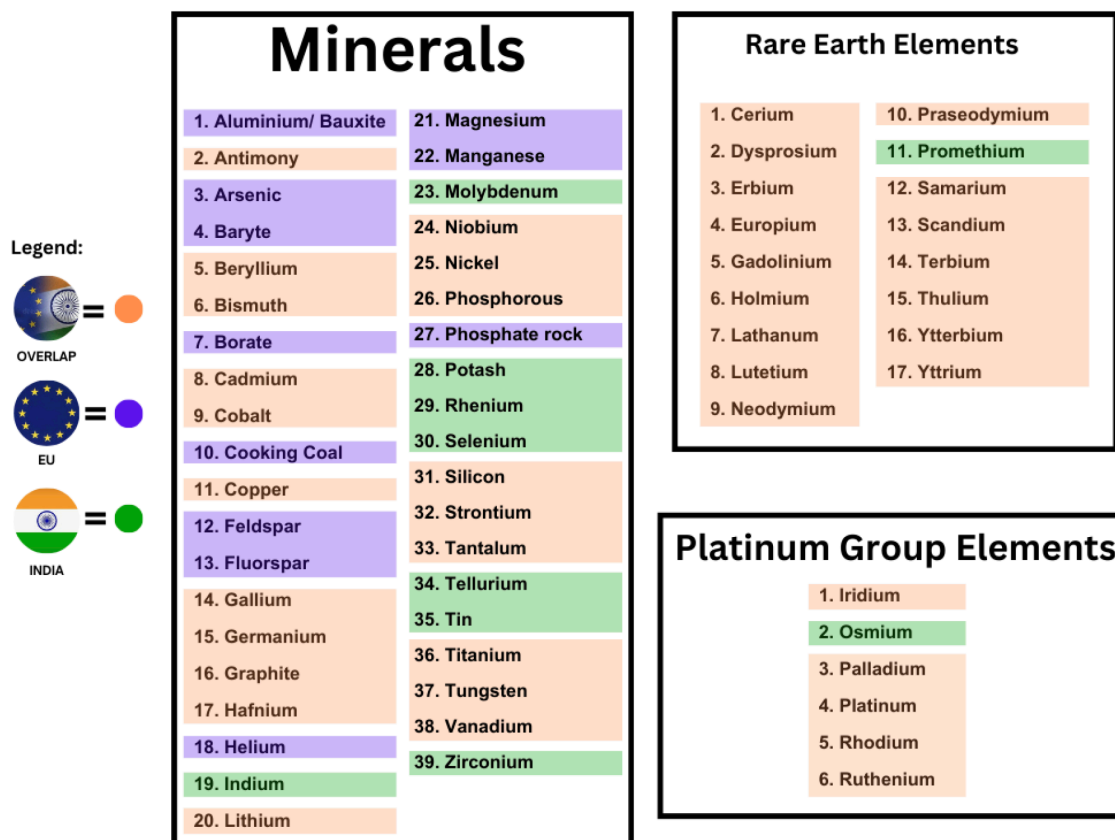 Minerals
1. Aluminium/ Bauxite
2. Antimony
3. Arsenic
4. Baryte
5. Beryllium
6. Bismuth
7. Borate
8. Cadmium
9. Cobalt
10. Cooking Coal
11. Copper
12. Feldspar
13. Fluorspar
14. Gallium
15. Germanium
16. Graphite
17. Hafnium
18. Helium
19. Indium
20. Lithium
21. Magnesium
22. Manganese
23. Molybdenum
24. Niobium
25. Nickel
26. Phosphorous
27. Phosphate rock
28. Potash
29. Rhenium
30. Selenium
31. Silicon
32. Strontium
33. Tantalum
34. Tellurium
35. Tin
36. Titanium
37. Tungsten
38. Vanadium
39. Zirconium
Rare Earth Elements
1. Cerium
2. Dysprosium
3. Erbium
4. Europium
5. Gadolinium
6. Holmium
7. Lathanum
8. Lutetium
9. Neodymium
10. Praseodymium
11. Promethium
12. Samarium
13. Scandium
14. Terbium
15. Thulium
16. Ytterbium
17. Yttrium
Platinum Group Elements
1. Iridium
2. Osmium
3. Palladium
4. Platinum
5. Rhodium
6. Ruthenium
Legend:
=
OVERLAP
=
EU
=
INDIA